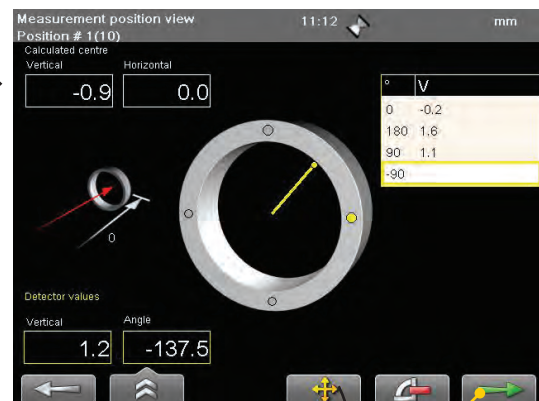 Measurement position view 11:12 mm
Position # 1(10)
Calculated centre
Vertical Horizontal
-0.9 0.0
° V
0 -0.2
180 1.6
90 1.1
-90
0
Detector values
Vertical Angle
1.2 -137.5